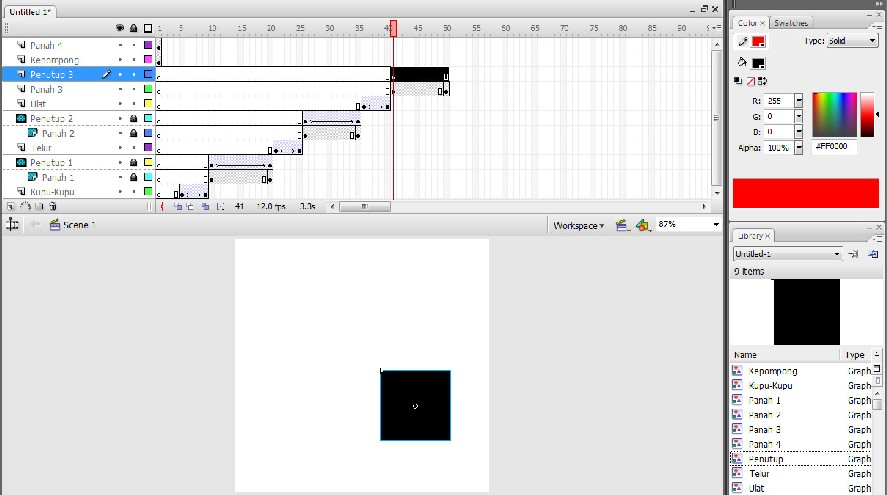 Untitled 1*
Color × Swatches
Type: Solid
R: 255
G: 0
B: 0
Alpha: 100% #FF0000
1 5 10 15 20 25 30 35 40 45 50 55 60 65 70 75 80 85 90 9
Panah 4
Kepompong
Penutup 3
Panah 3
Ulat
Penutup 2
Panah 2
Telur
Penutup 1
Panah 1
Kupu-Kupu
41 12.0 fps 3.3s
Scene 1 Workspace 87%
Library ×
Untitled-1
9 items
Name Type
Kepompong Graph
Kupu-Kupu Graph
Panah 1 Graph
Panah 2 Graph
Panah 3 Graph
Panah 4 Graph
Penutup Graph
Telur Graph
Ulat Graph